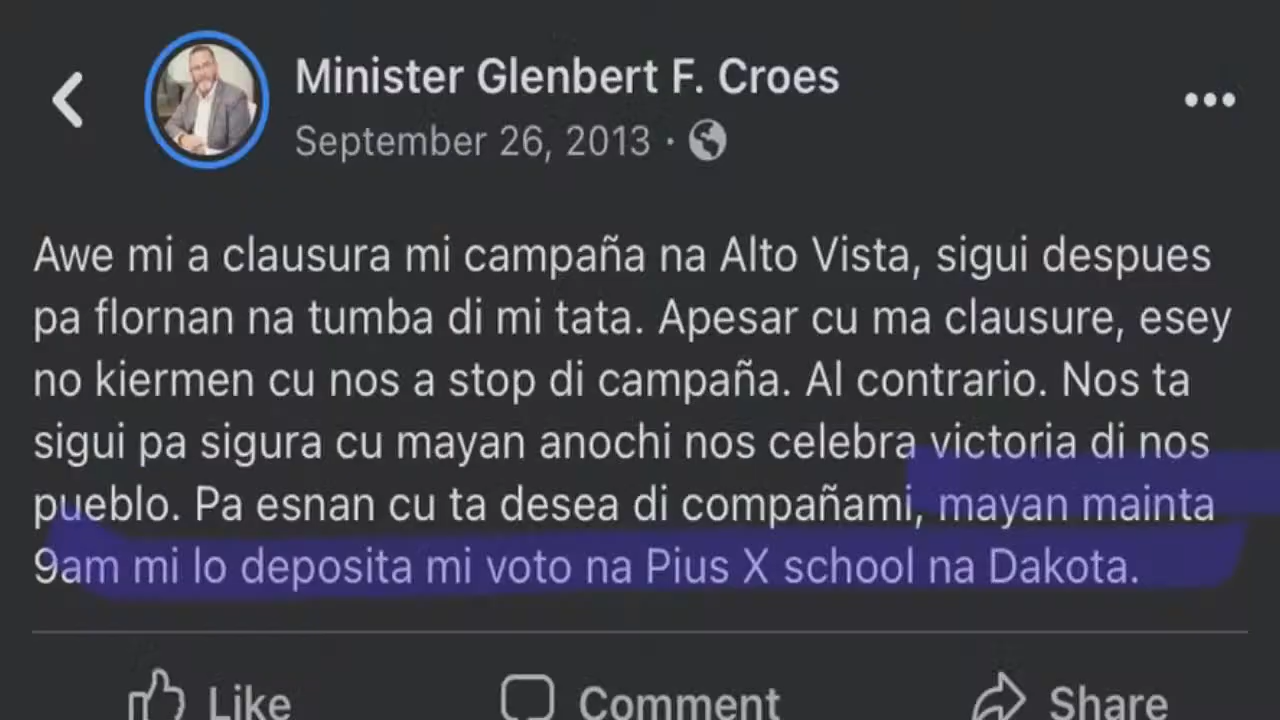 Minister Glenbert F. Croes
September 26, 2013 ·
Awe mi a clausura mi campaña na Alto Vista, sigui despues
pa flornan na tumba di mi tata. Apesar cu ma clausure, esey
no kiermen cu nos a stop di campaña. Al contrario. Nos ta
sigui pa sigura cu mayan anochi nos celebra victoria di nos
pueblo. Pa esnan cu ta desea di compañami, mayan mainta
9am mi lo deposita mi voto na Pius X school na Dakota.
Like Comment Share